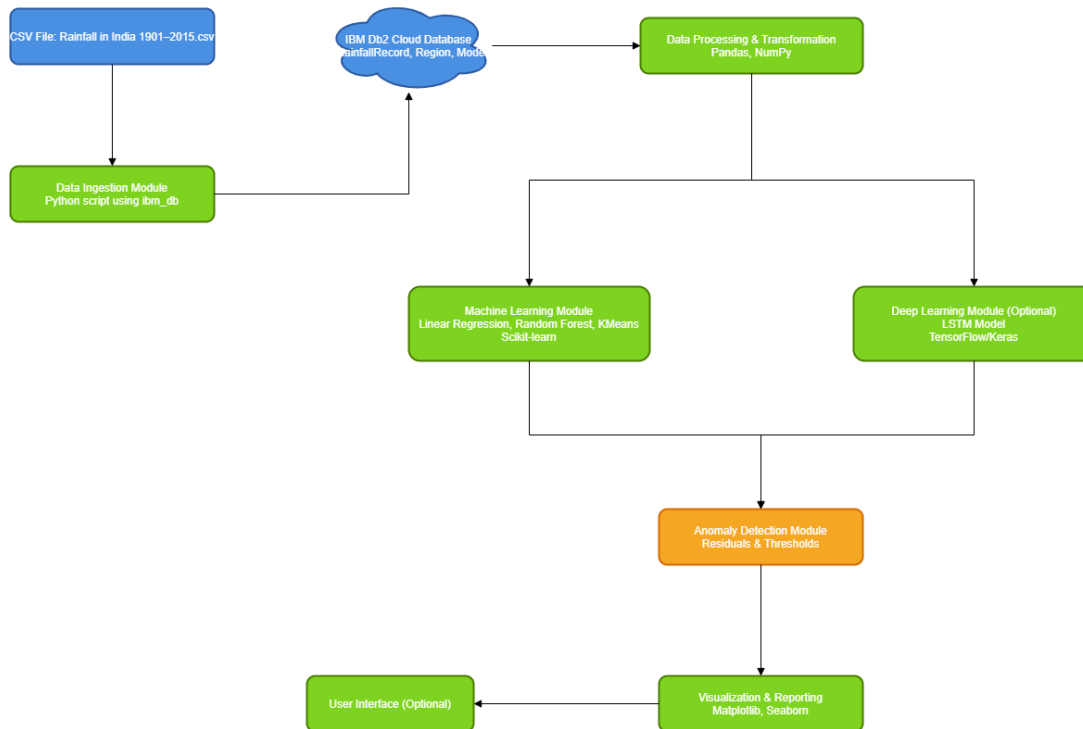 CSV File: Rainfall in India 1901–2015.csv
IBM Db2 Cloud Database
Region,
Data Processing & Transformation
Pandas, NumPy
Data Ingestion Module
Python script using ibm_db
Machine Learning Module
Linear Regression, Random Forest, KMeans
Scikit-learn
Deep Learning Module (Optional)
LSTM Model
TensorFlow/Keras
Anomaly Detection Module
Residuals & Thresholds
User Interface (Optional)
Visualization & Reporting
Matplotlib, Seaborn